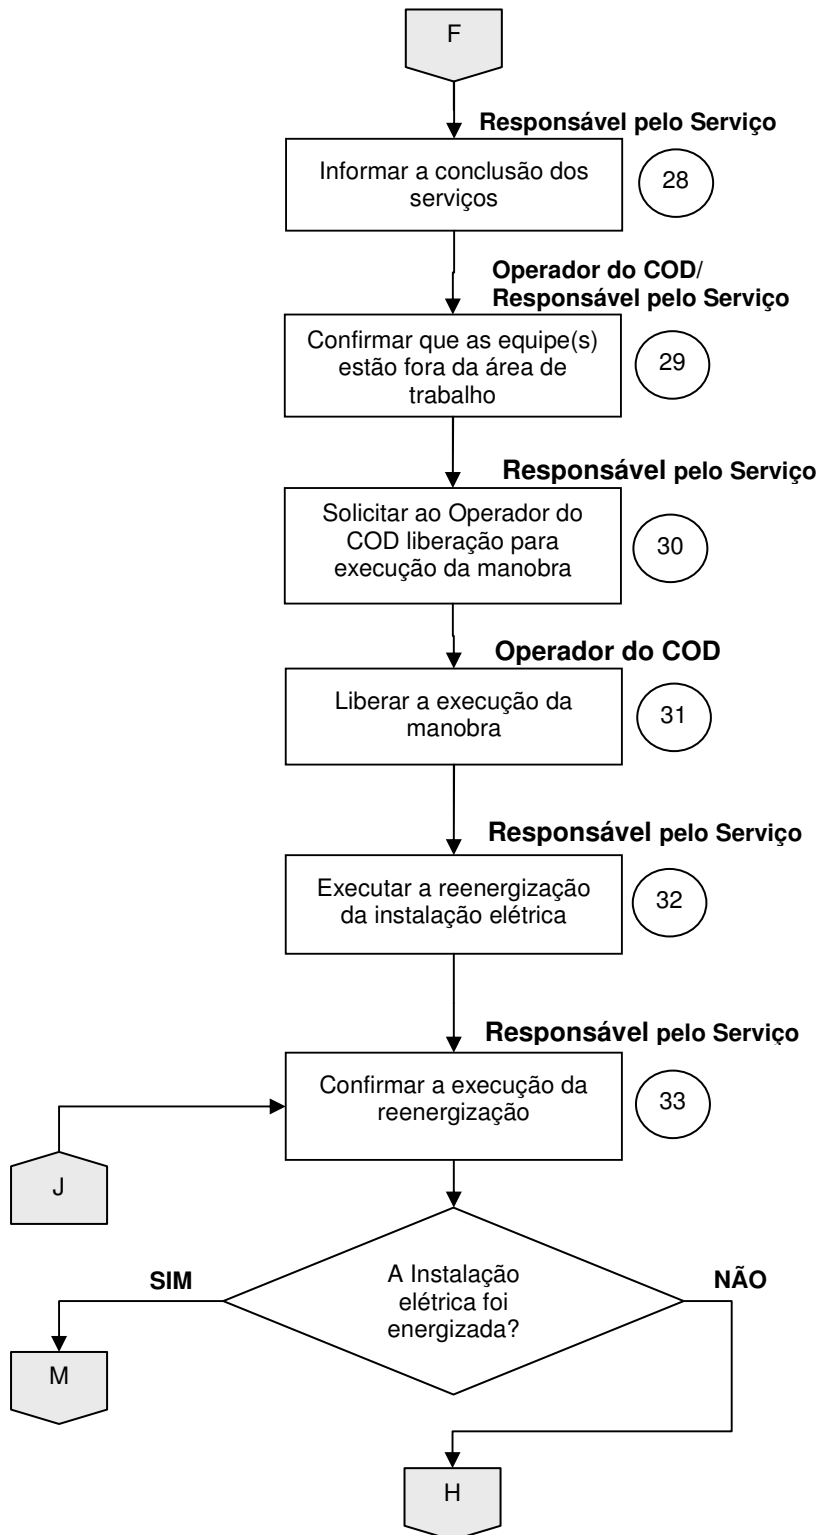 F
Responsável pelo Serviço
Informar a conclusão dos
serviços
28
Operador do COD/
Responsável pelo Serviço
Confirmar que as equipe(s)
estão fora da área de
trabalho
29
Responsável pelo Serviço
Solicitar ao Operador do
COD liberação para
execução da manobra
30
Operador do COD
Liberar a execução da
manobra
31
Responsável pelo Serviço
Executar a reenergização
da instalação elétrica
32
Responsável pelo Serviço
Confirmar a execução da
reenergização
33
J
A Instalação
elétrica foi
energizada?
SIM
NÃO
M
H